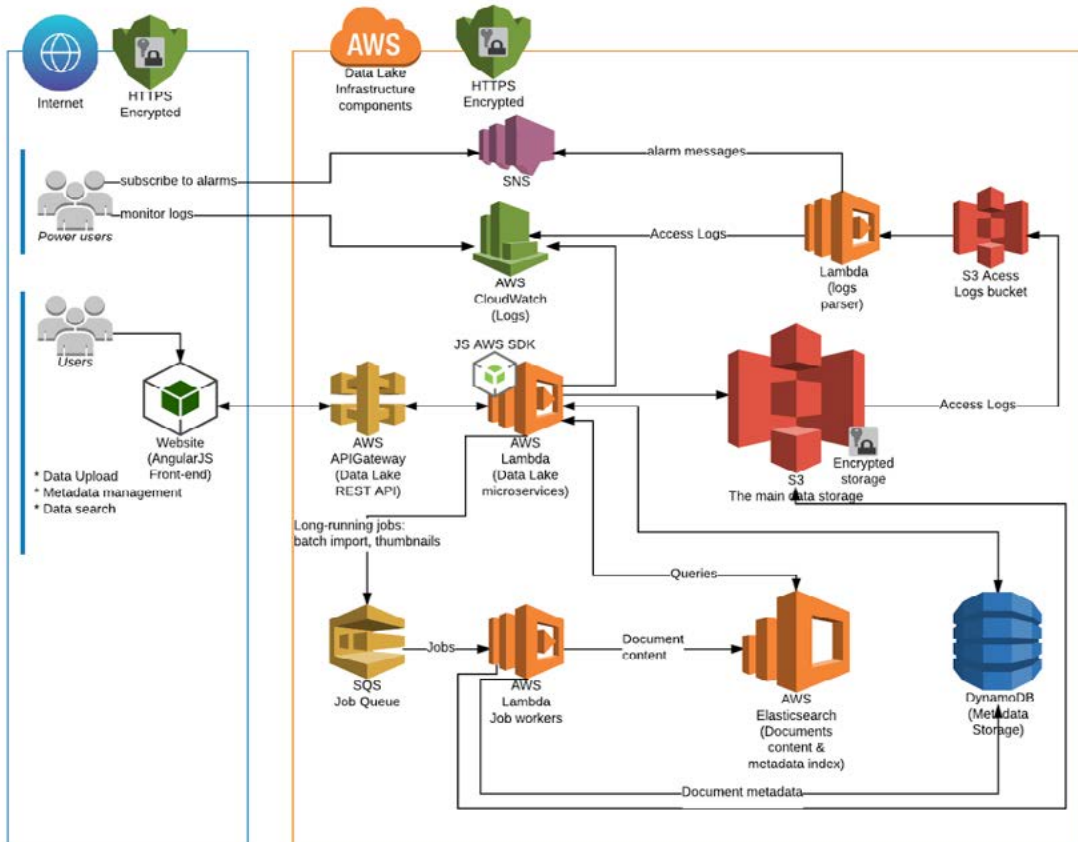 Internet
HTTPS
Encrypted
AWS
Data Lake
Infrastructure
components
HTTPS
Encrypted
subscribe to alarms
SNS
alarm messages
Power users
monitor logs
AWS
CloudWatch
(Logs)
Access Logs
Lambda
(logs
parser)
S3 Acess
Logs bucket
Users
JS AWS SDK
Website
(AngularJS
Front-end)
* Data Upload
* Metadata management
* Data search
AWS
APIGateway
(Data Lake
REST API)
AWS
Lambda
(Data Lake
microservices)
Access Logs
Encrypted
storage
S3
The main data storage
Long-running jobs:
batch import, thumbnails
Queries
SQS
Job Queue
Jobs
AWS
Lambda
Job workers
Document
content
AWS
Elasticsearch
(Documents
content &
metadata index)
DynamoDB
(Metadata
Storage)
Document metadata